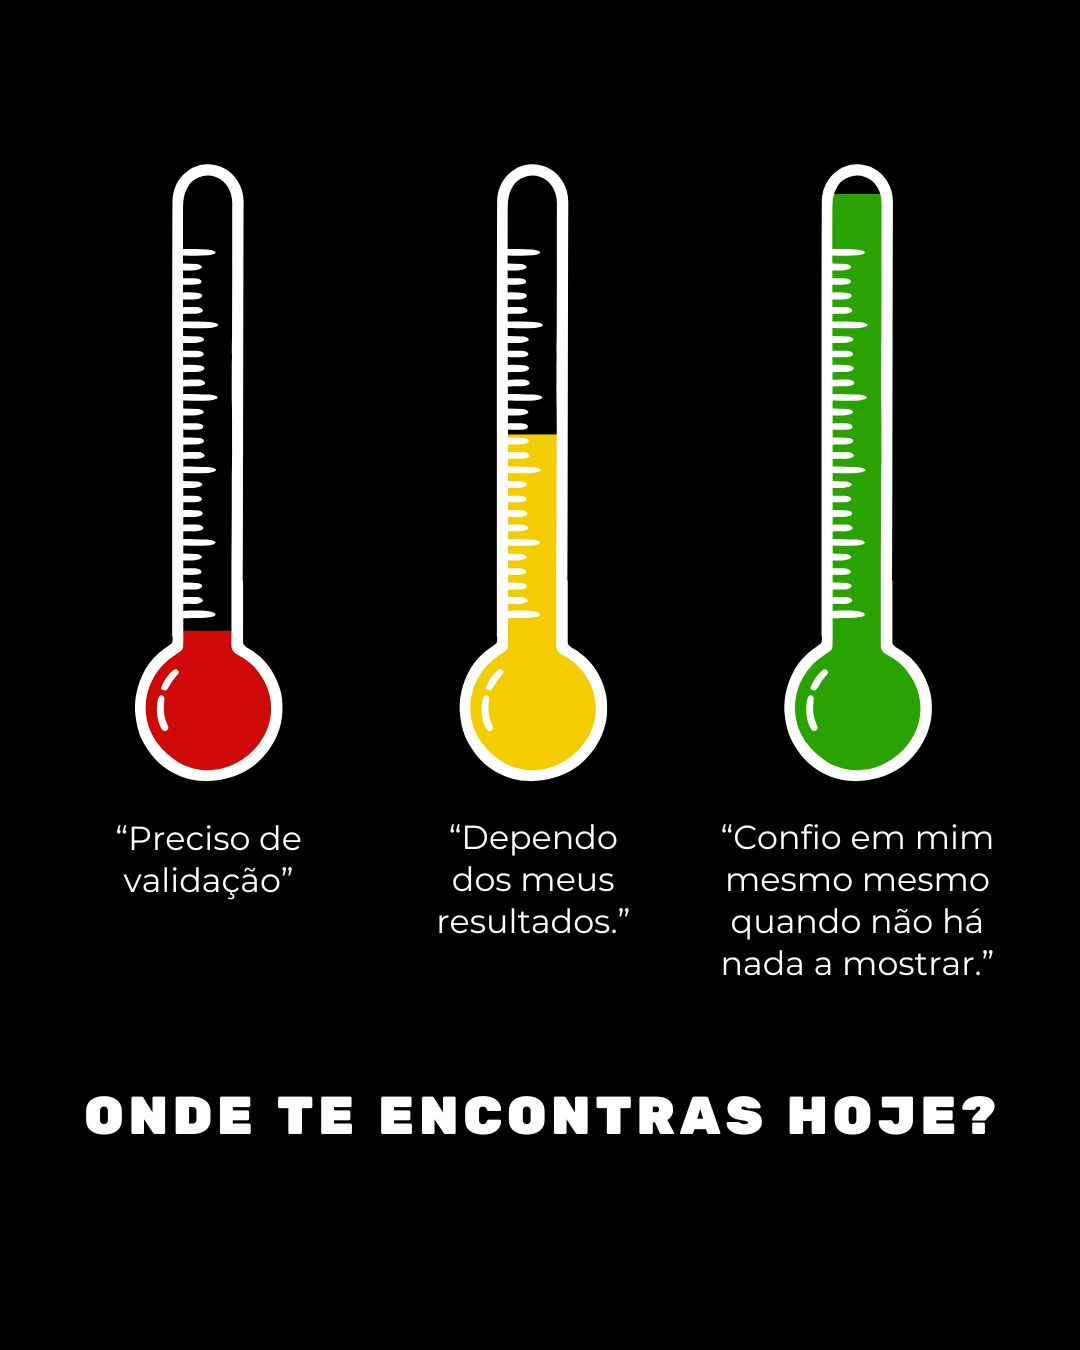 “Preciso de
validação”
“Dependo
dos meus
resultados.”
“Confio em mim
mesmo mesmo
quando não há
nada a mostrar.”
ONDE TE ENCONTRAS HOJE?